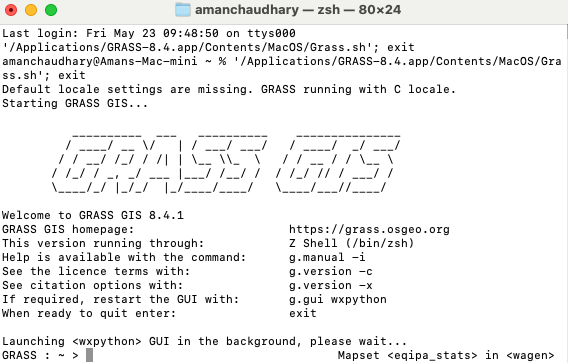 amanchaudhary — zsh — 80×24
Last login: Fri May 23 09:48:50 on ttys000
'/Applications/GRASS-8.4.app/Contents/MacOS/Grass.sh'; exit
amanchaudhary@Amans-Mac-mini ~ % '/Applications/GRASS-8.4.app/Contents/MacOS/Gra
ss.sh'; exit
Default locale settings are missing. GRASS running with C locale.
Starting GRASS GIS...
GRASS GIS
Welcome to GRASS GIS 8.4.1
GRASS GIS homepage: https://grass.osgeo.org
This version running through: Z Shell (/bin/zsh)
Help is available with the command: g.manual -i
See the licence terms with: g.version -c
See citation options with: g.version -x
If required, restart the GUI with: g.gui wxpython
When ready to quit enter: exit
Launching <wxpython> GUI in the background, please wait...
GRASS : ~ > Mapset <eqipa_stats> in <wagen>